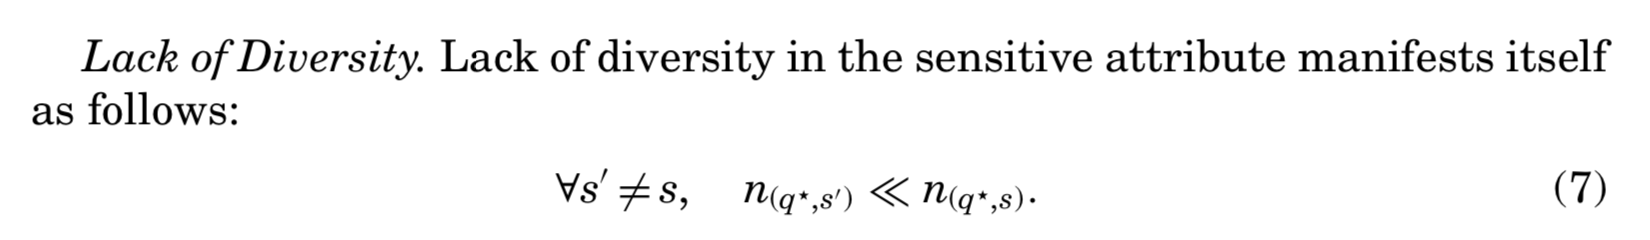 Lack of Diversity. Lack of diversity in the sensitive attribute manifests itself
as follows:
∀s′ ≠ s, n(q⋆,s′) ≪ n(q⋆,s). (7)